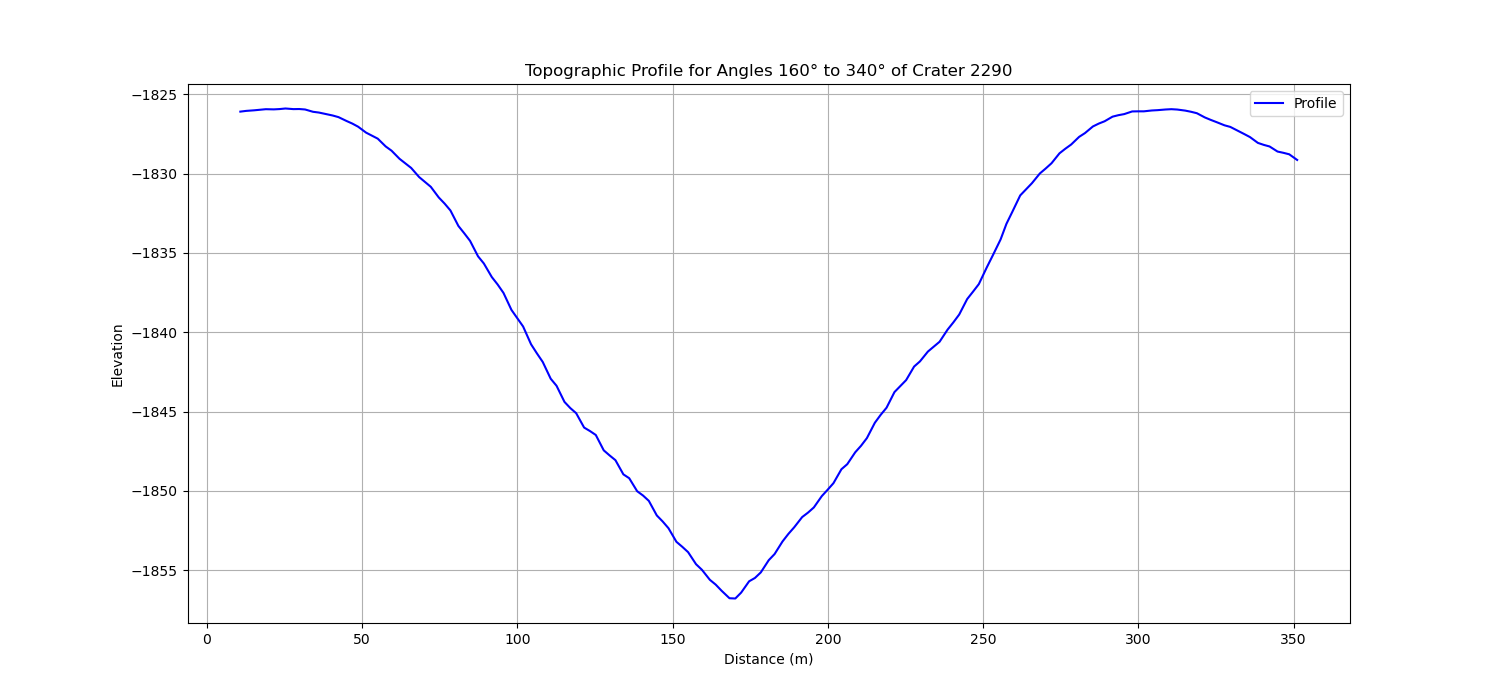 Topographic Profile for Angles 160° to 340° of Crater 2290
Profile
Elevation
−1825
−1830
−1835
−1840
−1845
−1850
−1855
0 50 100 150 200 250 300 350
Distance (m)